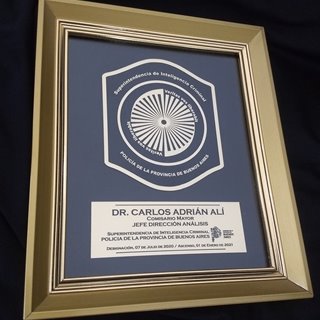 Superintendencia de Inteligencia Criminal
POLICIA DE LA PROVINCIA DE BUENOS AIRES
DR. CARLOS ADRIÁN ALÍ
COMISARIO MAYOR
JEFE DIRECCIÓN ANÁLISIS
SUPERINTENDENCIA DE INTELIGENCIA CRIMINAL
POLICIA DE LA PROVINCIA DE BUENOS AIRES
DESIGNACIÓN, 07 DE JULIO DE 2020 / ASCENSO, 01 DE ENERO DE 2021